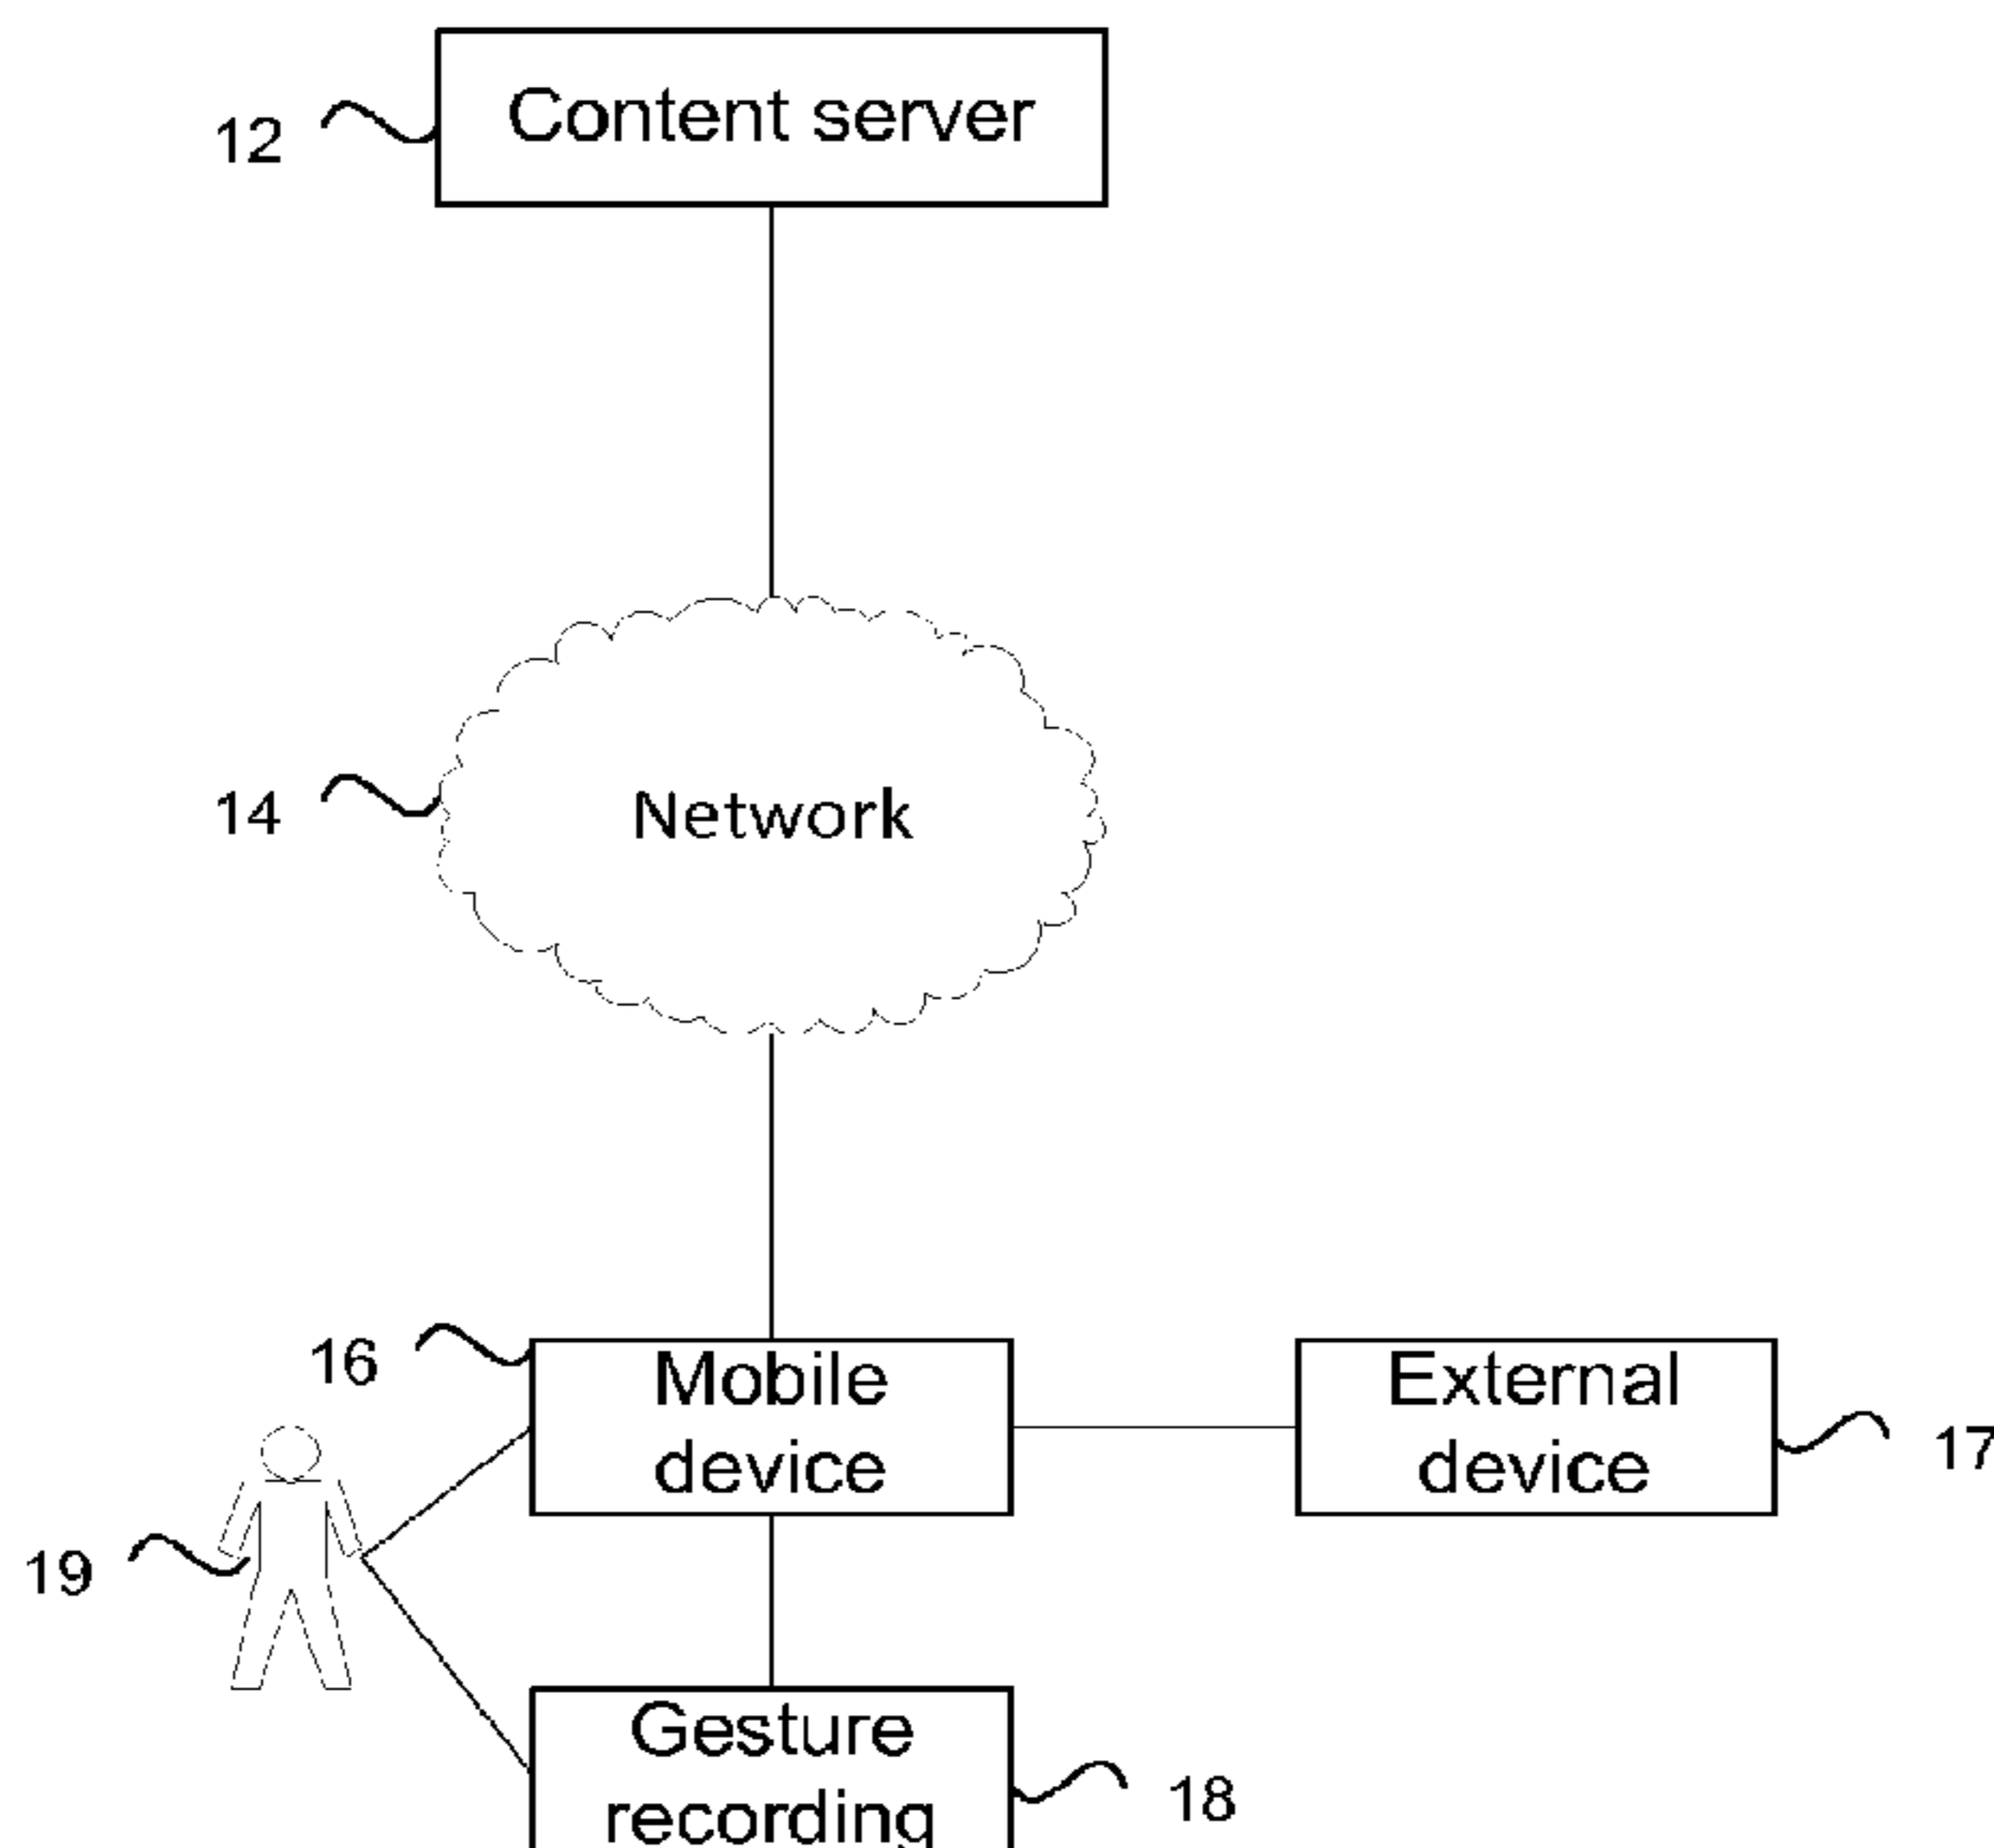 12
Content server
14
Network
16
Mobile
device
External
device
17
19
Gesture
recording
18